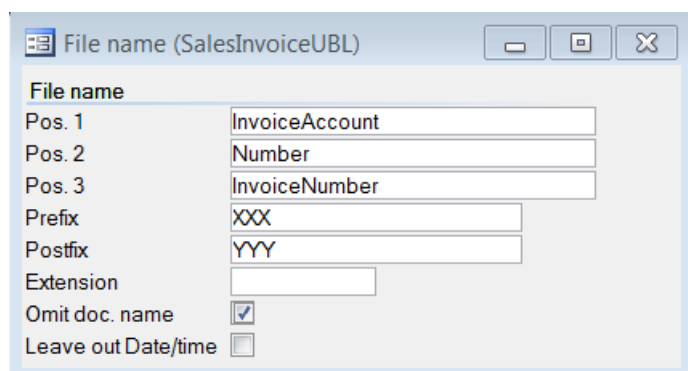 File name (SalesInvoiceUBL)
File name
Pos. 1 InvoiceAccount
Pos. 2 Number
Pos. 3 InvoiceNumber
Prefix XXX
Postfix YYY
Extension
Omit doc. name
Leave out Date/time